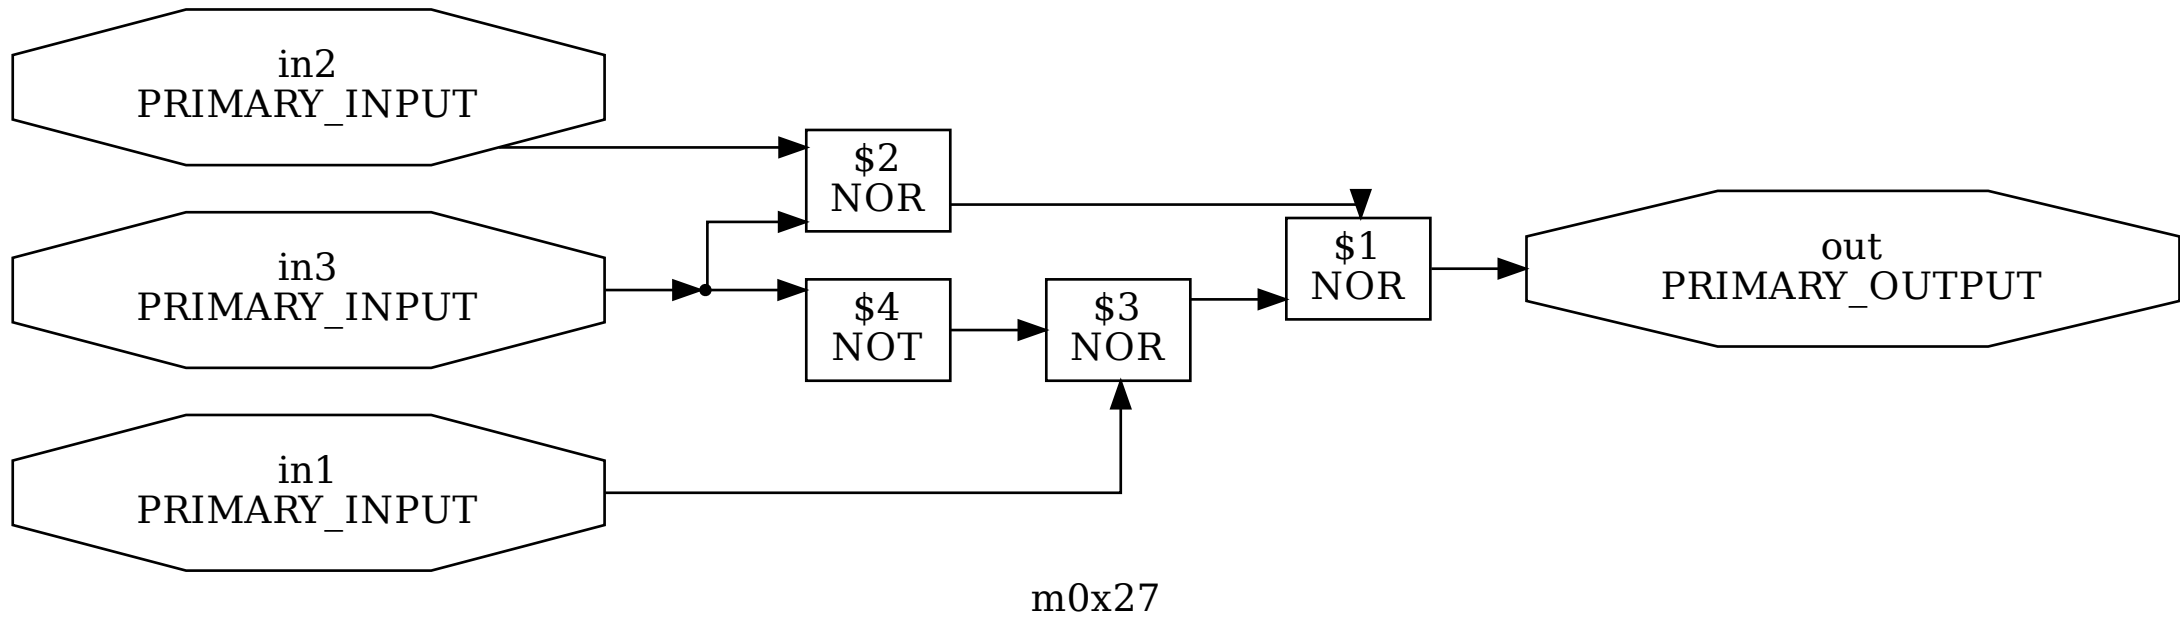 in2
PRIMARY_INPUT
$2
NOR
in3
PRIMARY_INPUT
$4
NOT
$3
NOR
$1
NOR
out
PRIMARY_OUTPUT
in1
PRIMARY_INPUT
m0x27